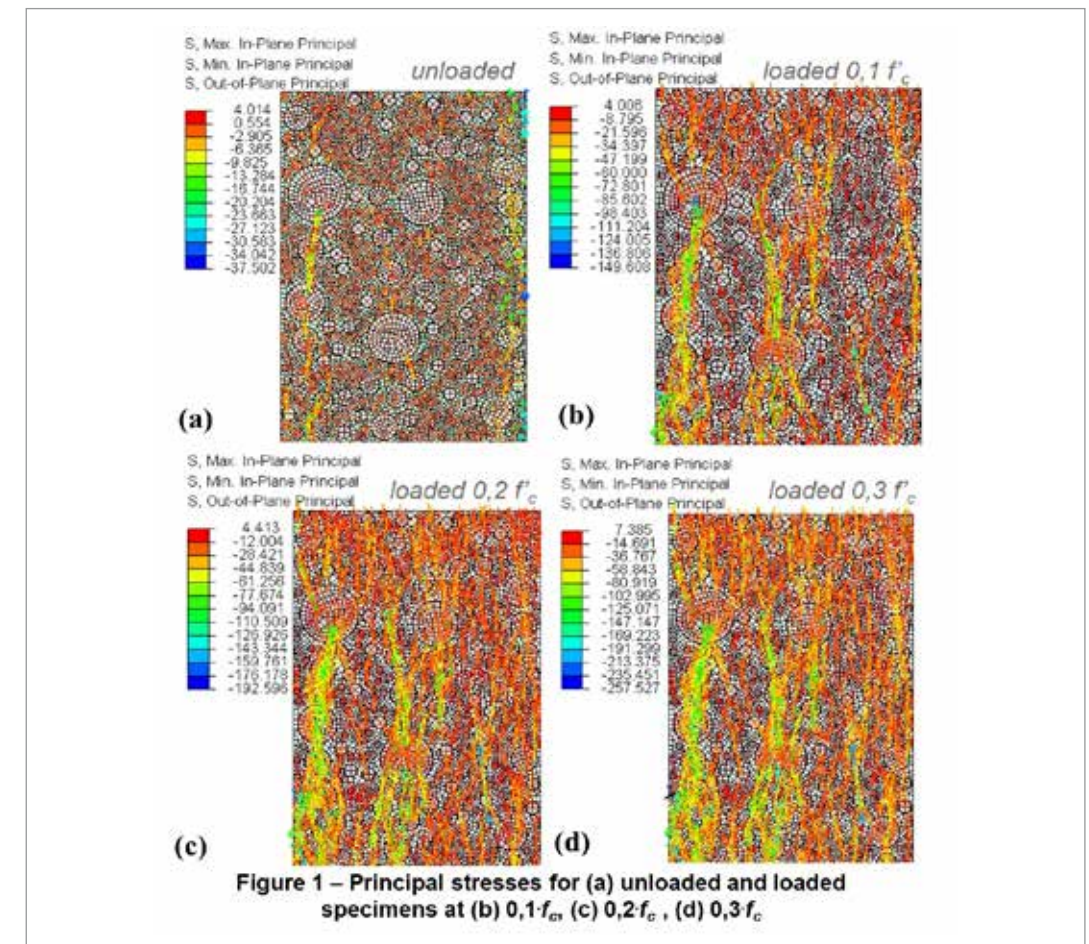 S, Max. In-Plane Principal
S, Min. In-Plane Principal
S, Out-of-Plane Principal
unloaded
4.014
0.554
-2.905
-6.365
-9.825
-13.284
-16.744
-20.204
-23.663
-27.123
-30.583
-34.042
-37.502
(a)
S, Max. In-Plane Principal
S, Min. In-Plane Principal
S, Out-of-Plane Principal
loaded 0,1 f'c
4.006
-8.795
-21.596
-34.397
-47.199
-60.000
-72.801
-85.602
-98.403
-111.204
-124.005
-136.806
-149.608
(b)
S, Max. In-Plane Principal
S, Min. In-Plane Principal
S, Out-of-Plane Principal
loaded 0,2 f'c
4.413
-12.004
-28.421
-44.839
-61.256
-77.674
-94.091
-110.509
-126.926
-143.344
-159.761
-176.178
-192.596
(c)
S, Max. In-Plane Principal
S, Min. In-Plane Principal
S, Out-of-Plane Principal
loaded 0,3 f'c
7.385
-14.691
-36.767
-58.843
-80.919
-102.995
-125.071
-147.147
-169.223
-191.299
-213.375
-235.451
-257.527
(d)
Figure 1 – Principal stresses for (a) unloaded and loaded
specimens at (b) 0,1·fc, (c) 0,2·fc , (d) 0,3·fc